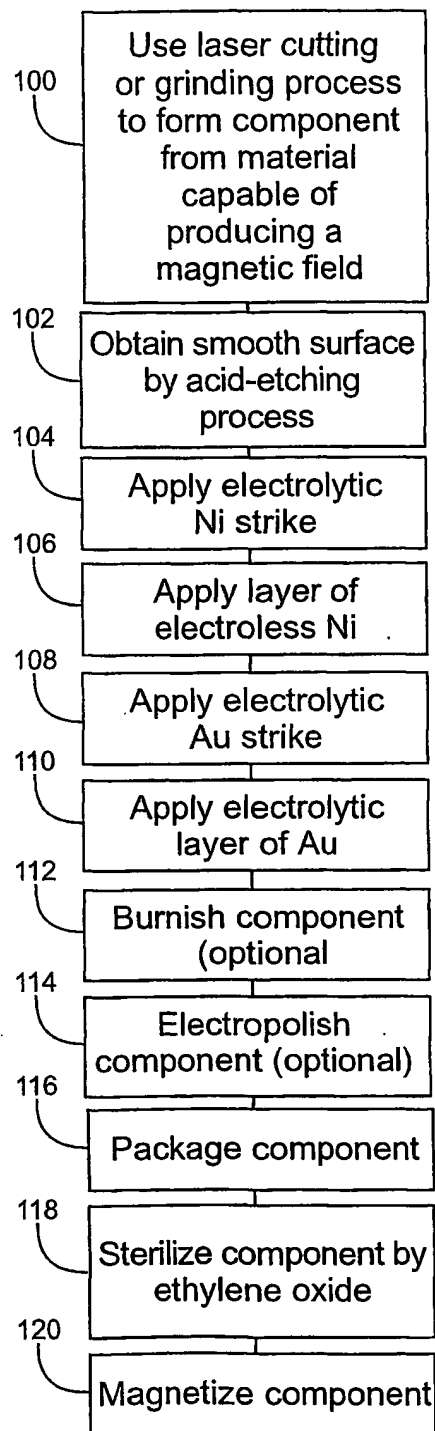 100
Use laser cutting
or grinding process
to form component
from material
capable of
producing a
magnetic field
102
Obtain smooth surface
by acid-etching
process
104
Apply electrolytic
Ni strike
106
Apply layer of
electroless Ni
108
Apply electrolytic
Au strike
110
Apply electrolytic
layer of Au
112
Burnish component
(optional
114
Electropolish
component (optional)
116
Package component
118
Sterilize component by
ethylene oxide
120
Magnetize component